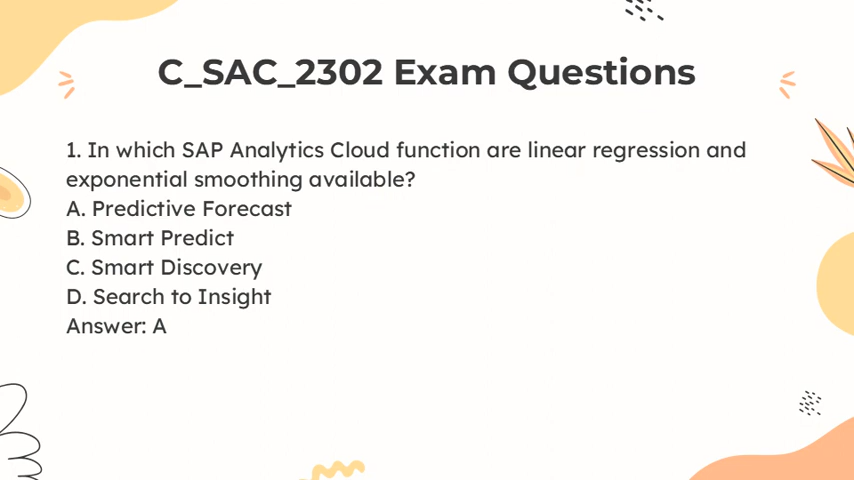 C_SAC_2302 Exam Questions
1. In which SAP Analytics Cloud function are linear regression and
exponential smoothing available?
A. Predictive Forecast
B. Smart Predict
C. Smart Discovery
D. Search to Insight
Answer: A